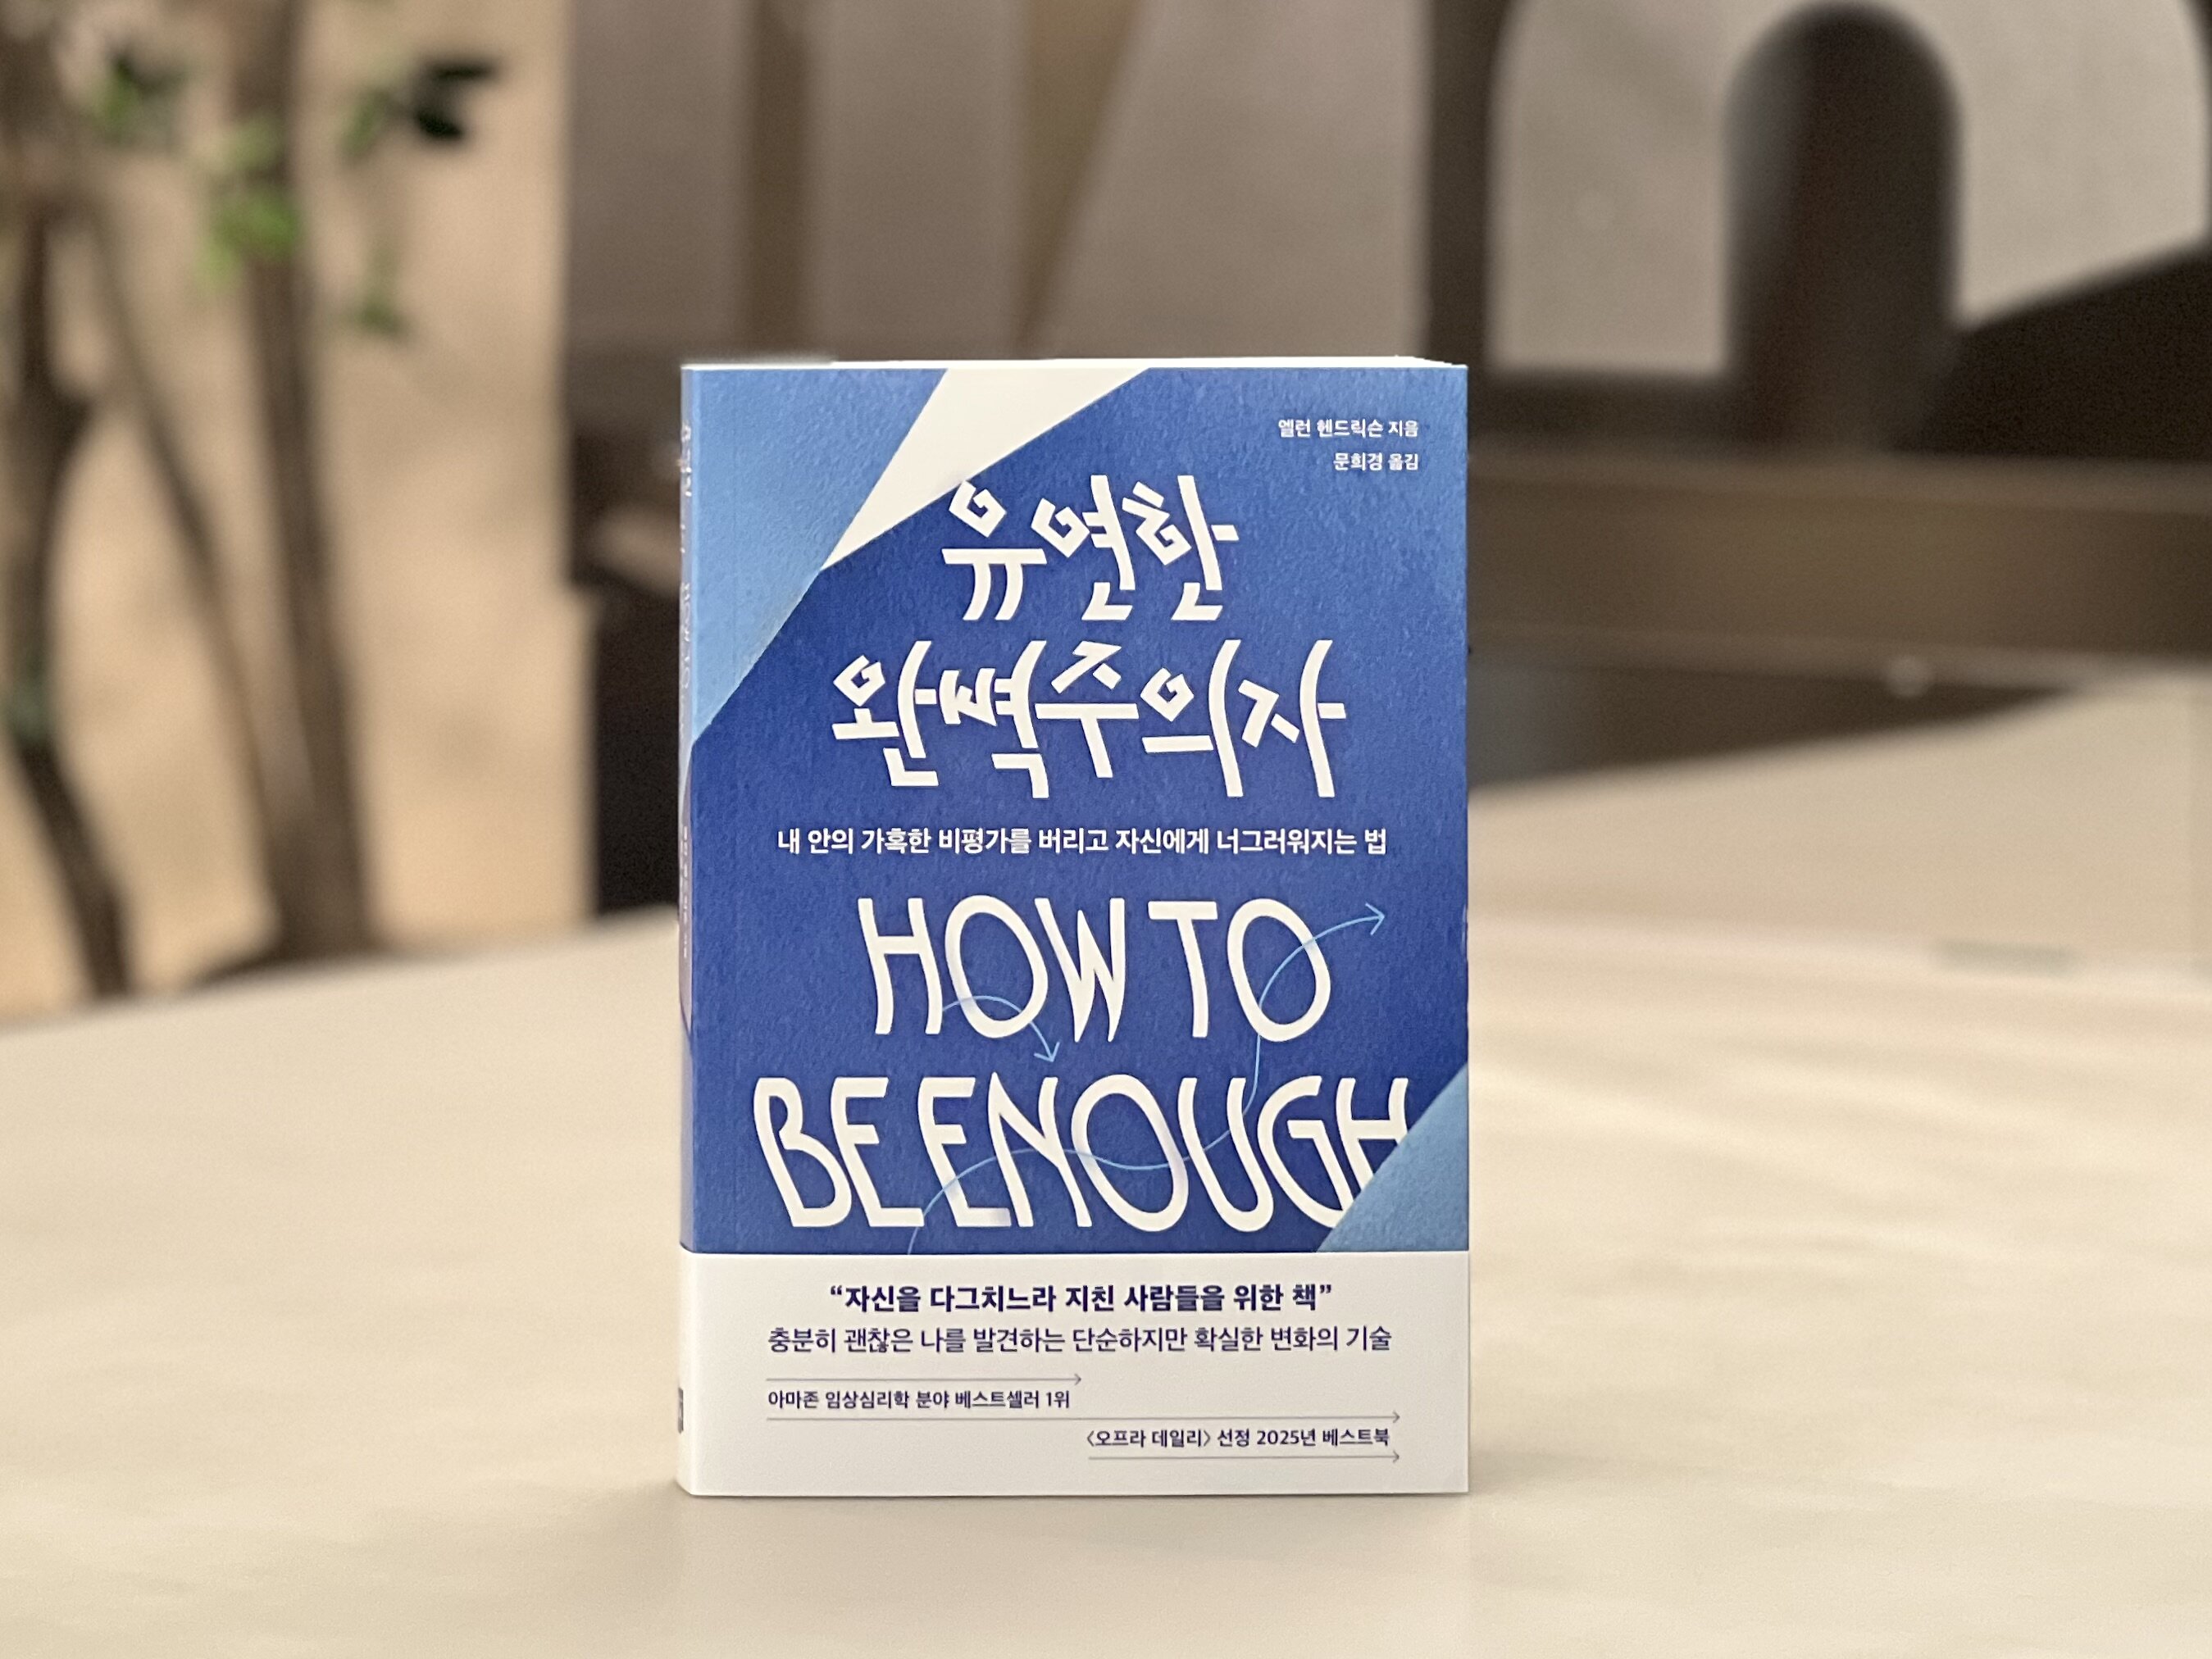 엘런 헨드릭슨 지음
문희경 옮김
유연한
완벽주의자
내 안의 가혹한 비평가를 버리고 자신에게 너그러워지는 법
HOW TO
BE ENOUGH
“자신을 다그치느라 지친 사람들을 위한 책”
충분히 괜찮은 나를 발견하는 단순하지만 확실한 변화의 기술
아마존 임상심리학 분야 베스트셀러 1위
〈오프라 데일리〉 선정 2025년 베스트북